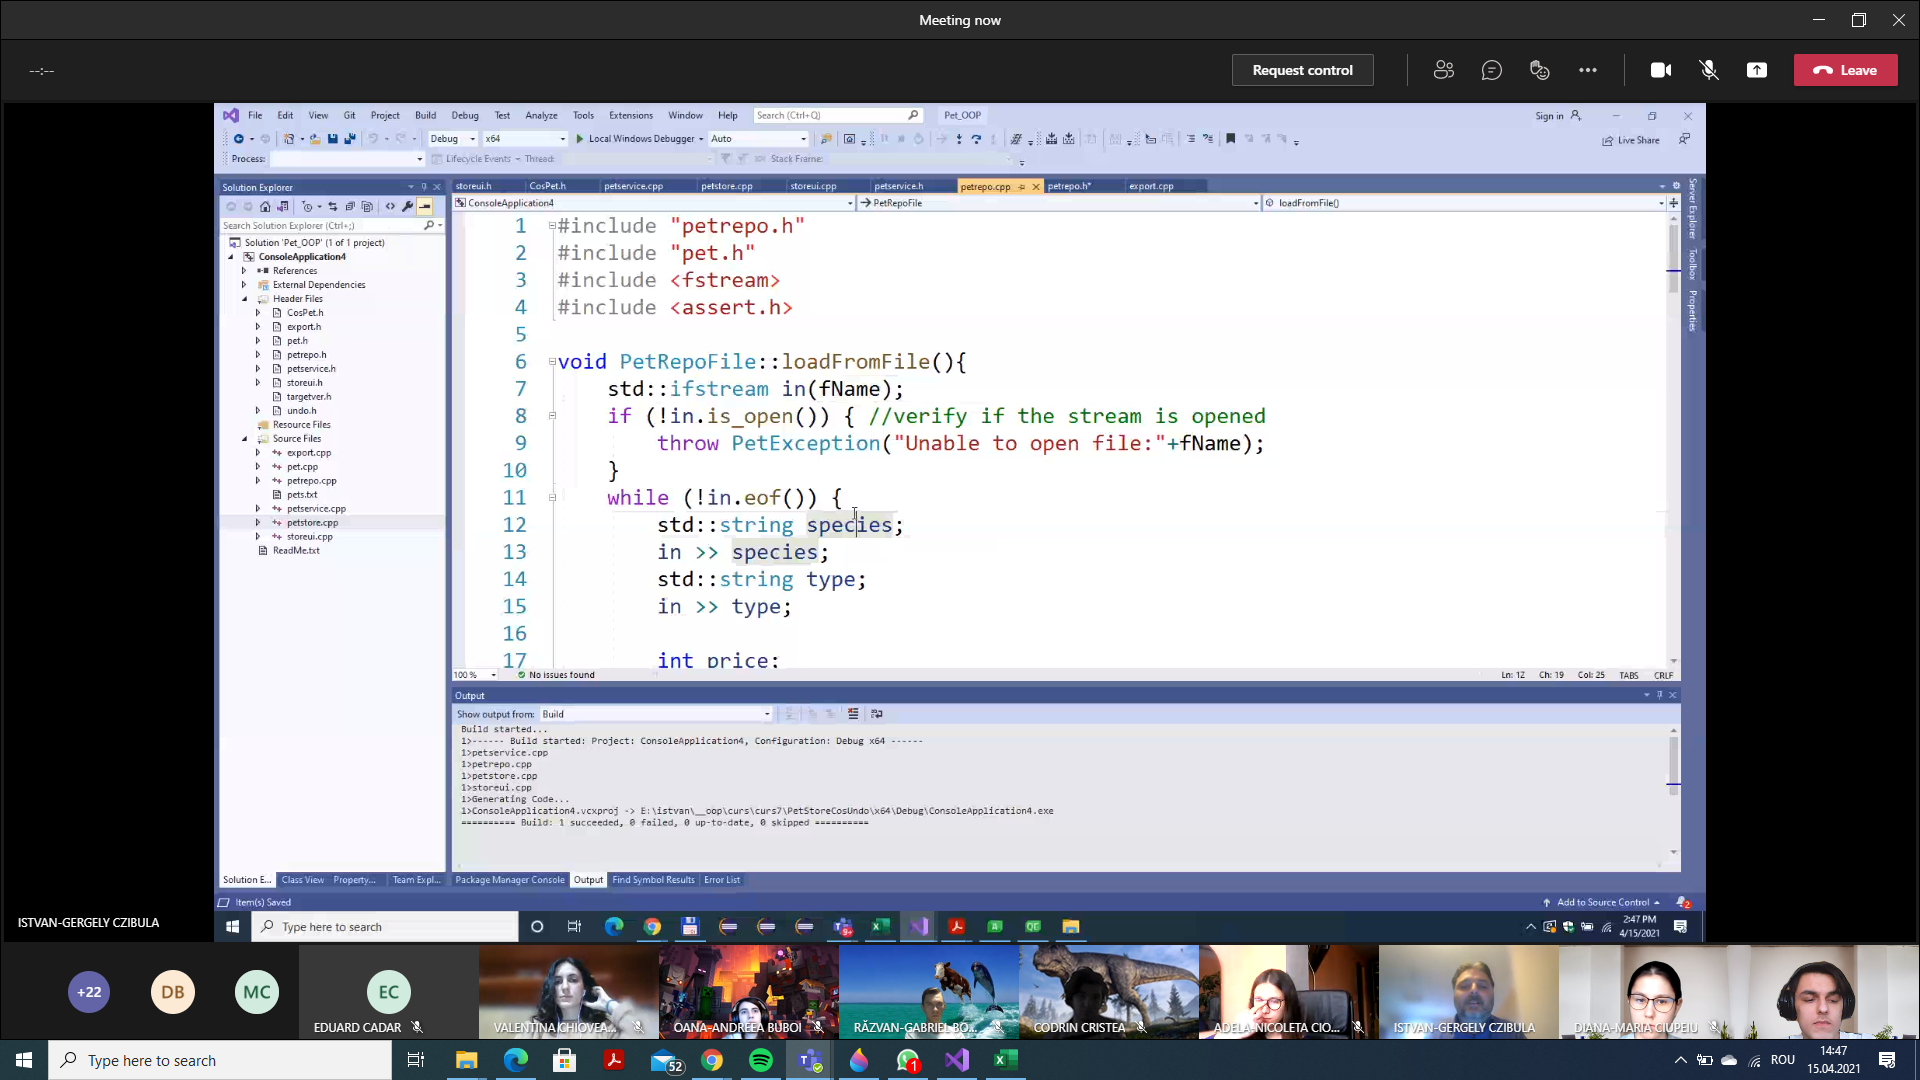 Meeting now
--:--
Request control
Leave
File Edit View Git Project Build Debug Test Analyze Tools Extensions Window Help Search (Ctrl+Q) Pet_OOP Sign in
Debug x64 Local Windows Debugger Auto Live Share
Process: Lifecycle Events Thread: Stack Frame:
Solution Explorer
storeui.h CosPet.h petservice.cpp petstore.cpp storeui.cpp petservice.h petrepo.cpp petrepo.h* export.cpp
ConsoleApplication4 PetRepoFile loadFromFile()
Search Solution Explorer (Ctrl+;)
Solution 'Pet_OOP' (1 of 1 project)
ConsoleApplication4
References
External Dependencies
Header Files
CosPet.h
export.h
pet.h
petrepo.h
petservice.h
storeui.h
targetver.h
undo.h
Resource Files
Source Files
export.cpp
pet.cpp
petrepo.cpp
pets.txt
petservice.cpp
petstore.cpp
storeui.cpp
ReadMe.txt
1 #include "petrepo.h"
2 #include "pet.h"
3 #include <fstream>
4 #include <assert.h>
5
6 void PetRepoFile::loadFromFile(){
7 std::ifstream in(fName);
8 if (!in.is_open()) { //verify if the stream is opened
9 throw PetException("Unable to open file:"+fName);
10 }
11 while (!in.eof()) {
12 std::string species;
13 in >> species;
14 std::string type;
15 in >> type;
16
17 int price;
Server Explorer
Toolbox
Properties
100 % No issues found Ln: 12 Ch: 19 Col: 25 TABS CRLF
Output
Show output from: Build
Build started...
1>------ Build started: Project: ConsoleApplication4, Configuration: Debug x64 ------
1>petservice.cpp
1>petrepo.cpp
1>petstore.cpp
1>storeui.cpp
1>Generating Code...
1>ConsoleApplication4.vcxproj -> E:\istvan\__oop\curs\curs7\PetStoreCosUndo\x64\Debug\ConsoleApplication4.exe
========== Build: 1 succeeded, 0 failed, 0 up-to-date, 0 skipped ==========
Solution E... Class View Property... Team Expl... Package Manager Console Output Find Symbol Results Error List
Item(s) Saved Add to Source Control 2
ISTVAN-GERGELY CZIBULA
Type here to search
2:47 PM
4/15/2021
+22 DB MC EC
EDUARD CADAR
OANA-ANDREEA BUBOI
RĂZVAN-GABRIEL BO...
CODRIN CRISTEA
ADELA-NICOLETA CIO...
ISTVAN-GERGELY CZIBULA
DIANA-MARIA CIUPEIU
Type here to search
52
1
ROU
14:47
15.04.2021